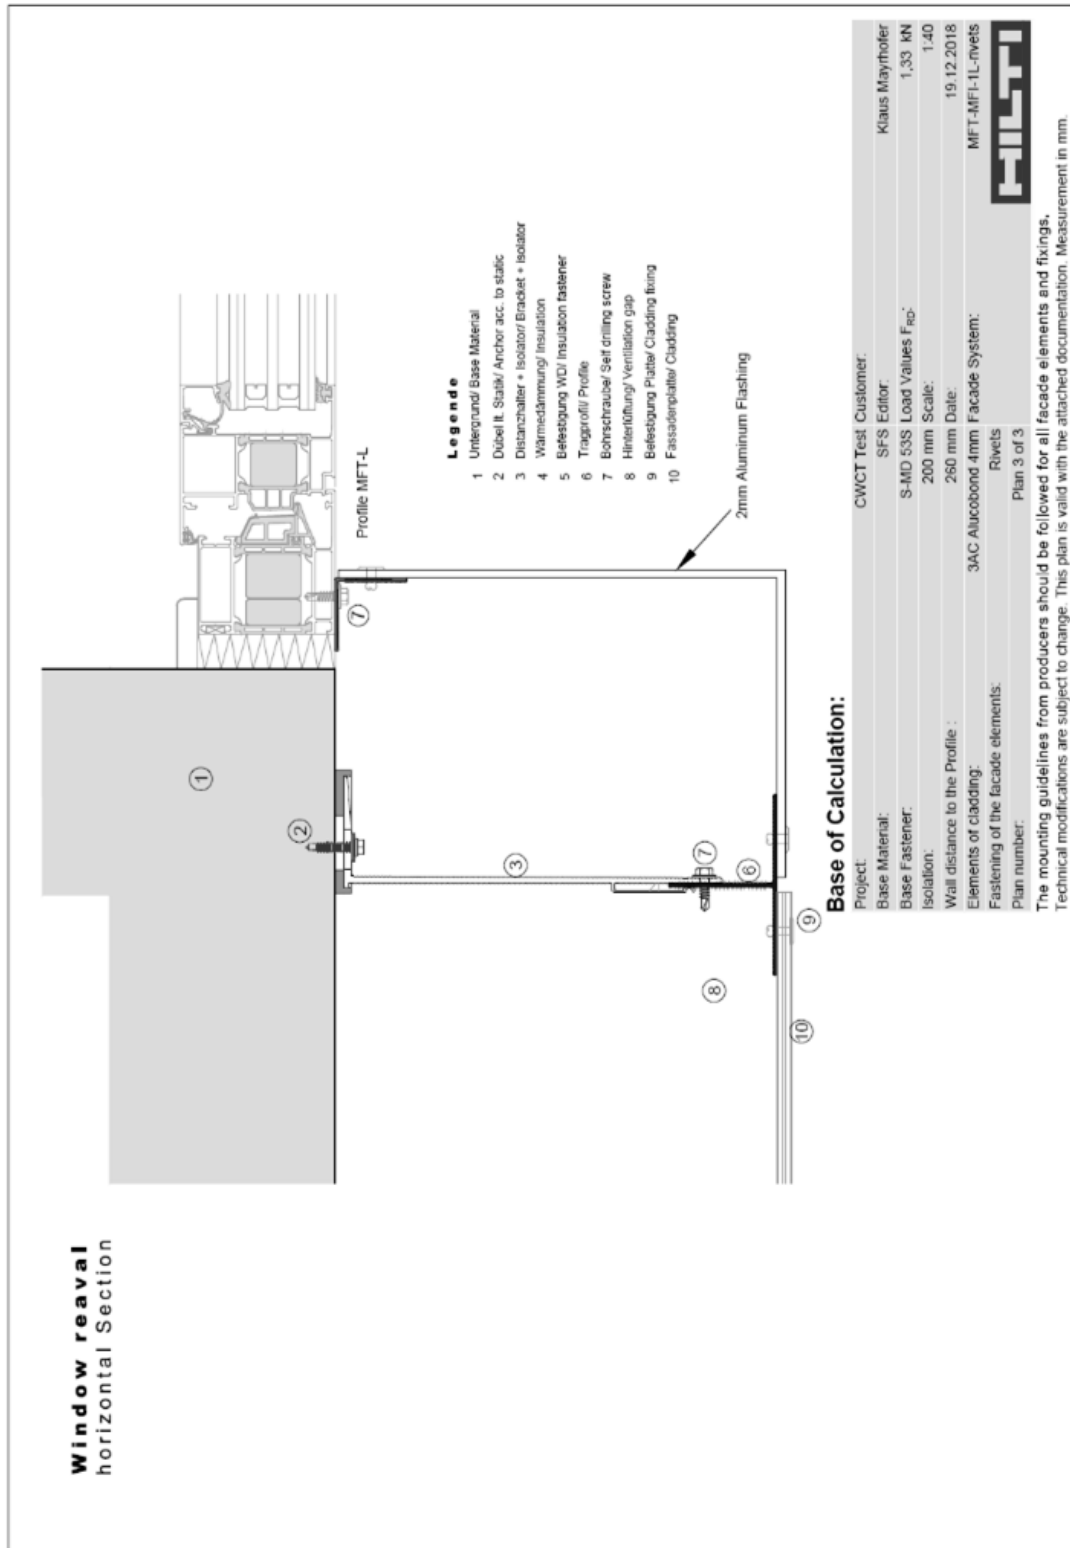 Window reaval
horizontal Section
1
2
3
7
6
8
9
10
7
Profile MFT-L
2mm Aluminum Flashing
Legende
1 Untergrund/ Base Material
2 Dübel lt. Statik/ Anchor acc. to static
3 Distanzhalter + Isolator/ Bracket + Isolator
4 Wärmedämmung/ Insulation
5 Befestigung WD/ Insulation fastener
6 Tragprofil/ Profile
7 Bohrschraube/ Self drilling screw
8 Hinterlüftung/ Ventilation gap
9 Befestigung Platte/ Cladding fixing
10 Fassadenplatte/ Cladding
Base of Calculation:
Project: CWCT Test Customer: Klaus Mayrhofer
Base Material: SFS Editor:
Base Fastener: S-MD 53S Load Values FRD: 1,33 kN
Isolation: 200 mm Scale: 1:40
Wall distance to the Profile : 260 mm Date: 19.12.2018
Elements of cladding: 3AC Alucobond 4mm Facade System: MFT-MFI-1L-rivets
Fastening of the facade elements: Rivets
Plan number: Plan 3 of 3
HILTI
The mounting guidelines from producers should be followed for all facade elements and fixings.
Technical modifications are subject to change. This plan is valid with the attached documentation. Measurement in mm.